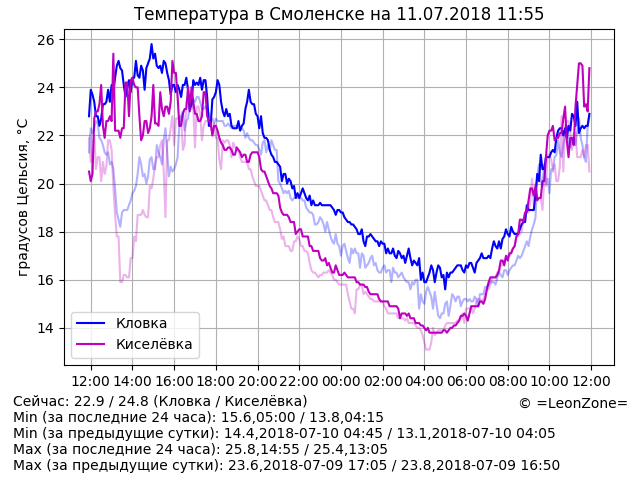 Температура в Смоленске на 11.07.2018 11:55
26
24
22
20
18
16
14
градусов Цельсия, °C
Кловка
Киселёвка
12:00 14:00 16:00 18:00 20:00 22:00 00:00 02:00 04:00 06:00 08:00 10:00 12:00
Сейчас: 22.9 / 24.8 (Кловка / Киселёвка)
© =LeonZone=
Min (за последние 24 часа): 15.6,05:00 / 13.8,04:15
Min (за предыдущие сутки): 14.4,2018-07-10 04:45 / 13.1,2018-07-10 04:05
Max (за последние 24 часа): 25.8,14:55 / 25.4,13:05
Max (за предыдущие сутки): 23.6,2018-07-09 17:05 / 23.8,2018-07-09 16:50